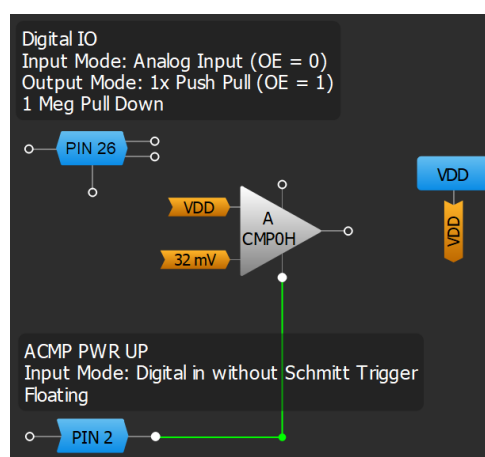 Digital IO
Input Mode: Analog Input (OE = 0)
Output Mode: 1x Push Pull (OE = 1)
1 Meg Pull Down
PIN 26
VDD
A
CMP0H
32 mV
VDD
VDD
ACMP PWR UP
Input Mode: Digital in without Schmitt Trigger
Floating
PIN 2